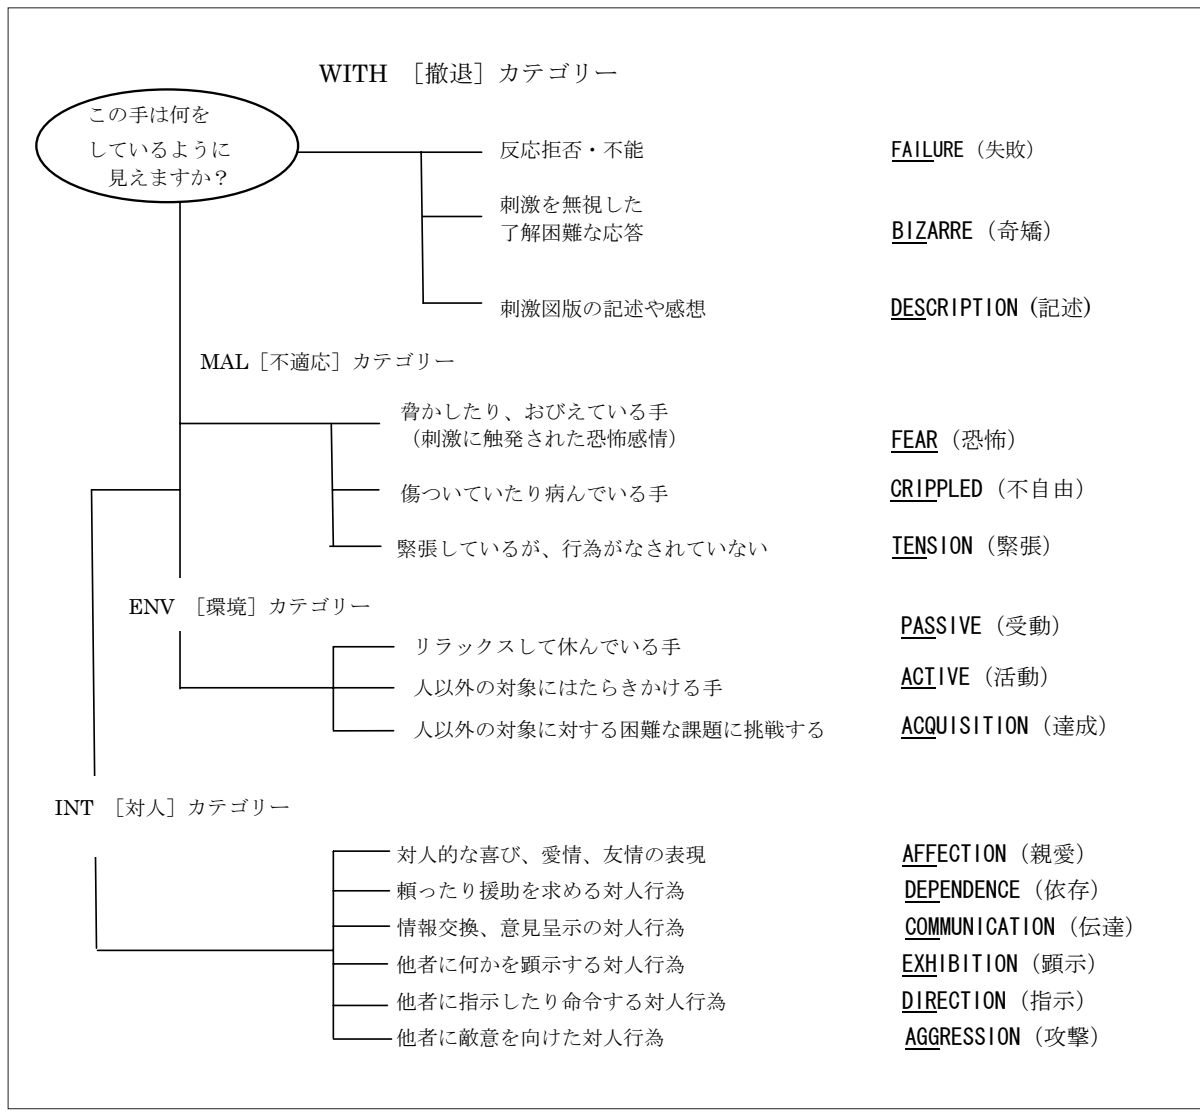 WITH ［撤退］カテゴリー
この手は何を
しているように
見えますか？
反応拒否・不能 FAILURE（失敗）
刺激を無視した
了解困難な応答 BIZARRE（奇矯）
刺激図版の記述や感想 DESCRIPTION（記述）
MAL［不適応］カテゴリー
脅かしたり、おびえている手
（刺激に触発された恐怖感情） FEAR（恐怖）
傷ついていたり病んでいる手 CRIPPLED（不自由）
緊張しているが、行為がなされていない TENSION（緊張）
ENV ［環境］カテゴリー
リラックスして休んでいる手 PASSIVE（受動）
人以外の対象にはたらきかける手 ACTIVE（活動）
人以外の対象に対する困難な課題に挑戦する ACQUISITION（達成）
INT ［対人］カテゴリー
対人的な喜び、愛情、友情の表現 AFFECTION（親愛）
頼ったり援助を求める対人行為 DEPENDENCE（依存）
情報交換、意見呈示の対人行為 COMMUNICATION（伝達）
他者に何かを顕示する対人行為 EXHIBITION（顕示）
他者に指示したり命令する対人行為 DIRECTION（指示）
他者に敵意を向けた対人行為 AGGRESSION（攻撃）